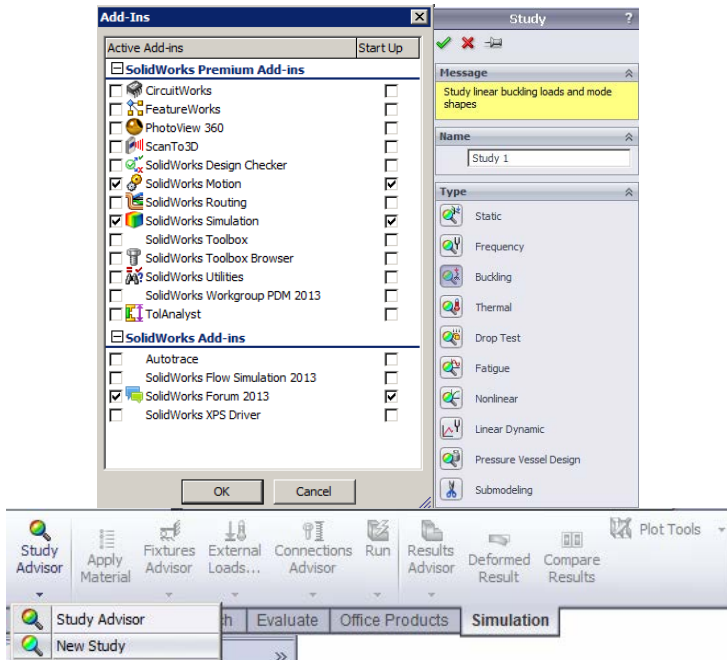 Add-Ins
Active Add-ins Start Up
SolidWorks Premium Add-ins
CircuitWorks
FeatureWorks
PhotoView 360
ScanTo3D
SolidWorks Design Checker
SolidWorks Motion
SolidWorks Routing
SolidWorks Simulation
SolidWorks Toolbox
SolidWorks Toolbox Browser
SolidWorks Utilities
SolidWorks Workgroup PDM 2013
TolAnalyst
SolidWorks Add-ins
Autotrace
SolidWorks Flow Simulation 2013
SolidWorks Forum 2013
SolidWorks XPS Driver
OK Cancel
Study ?
Message
Study linear buckling loads and mode
shapes
Name
Study 1
Type
Static
Frequency
Buckling
Thermal
Drop Test
Fatigue
Nonlinear
Linear Dynamic
Pressure Vessel Design
Submodeling
Study
Advisor
Apply
Material
Fixtures
Advisor
External
Loads...
Connections
Advisor
Run
Results
Advisor
Deformed
Result
Compare
Results
Plot Tools
Evaluate Office Products Simulation
Study Advisor
New Study